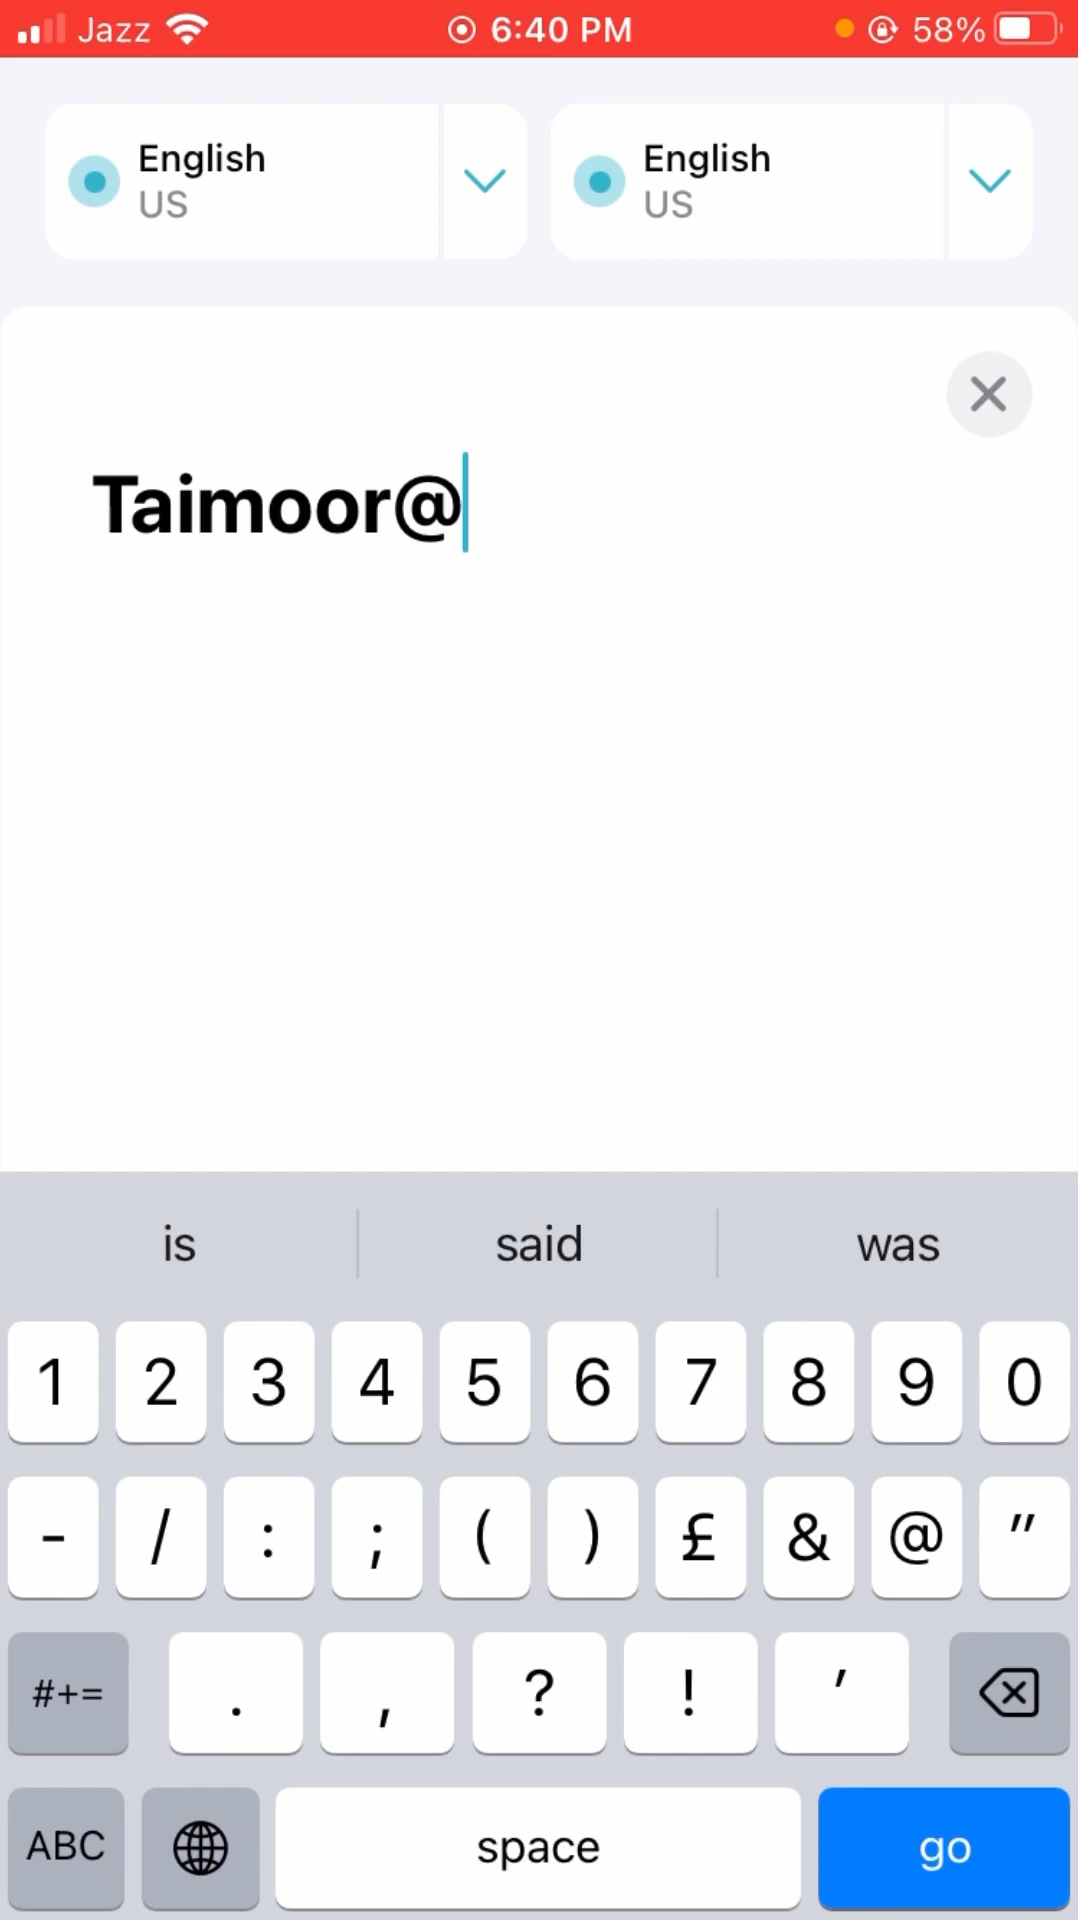 Jazz 6:40 PM 58%
English English
US US
Taimoor@
is said was
1 2 3 4 5 6 7 8 9 0
- / : ; ( ) £ & @ "
#+= . , ? ! '
ABC space go